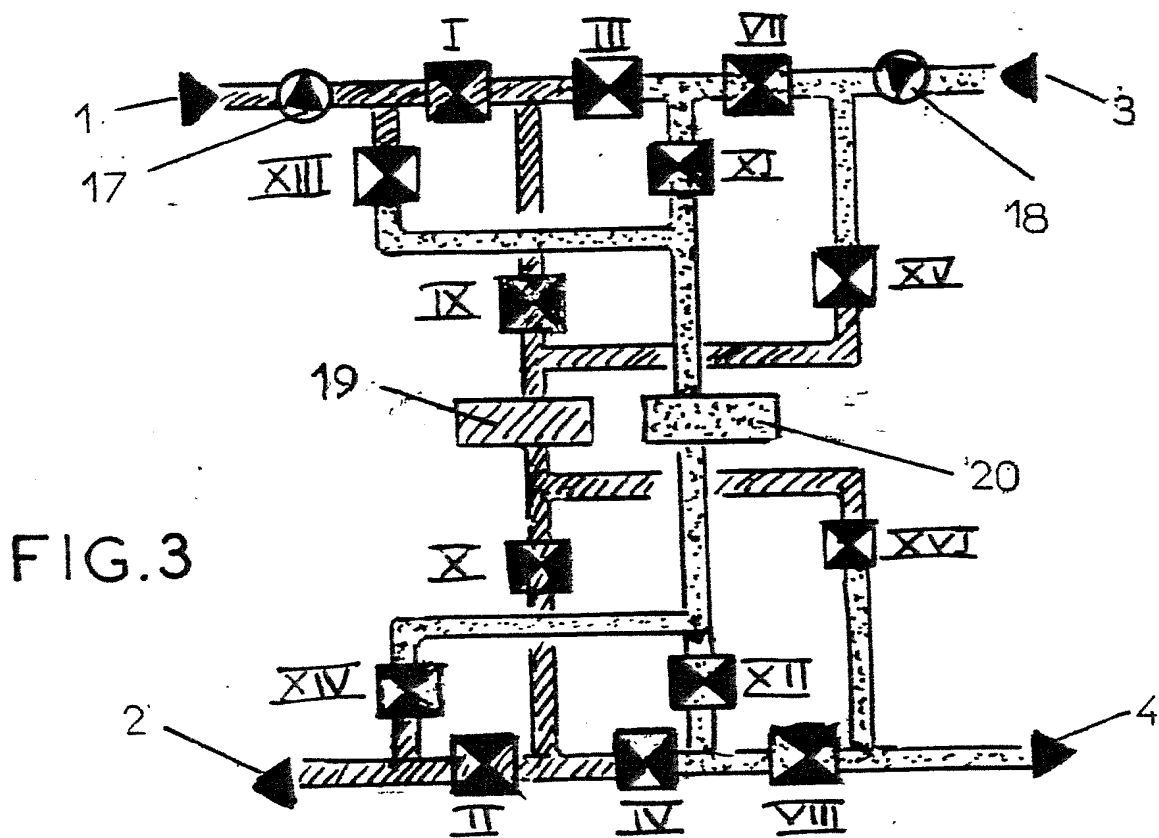 I III VII
1 3
17 XIII XI 18
IX XV
19
20
FIG.3
X XVI
XIV XII
2 4
II IV VIII